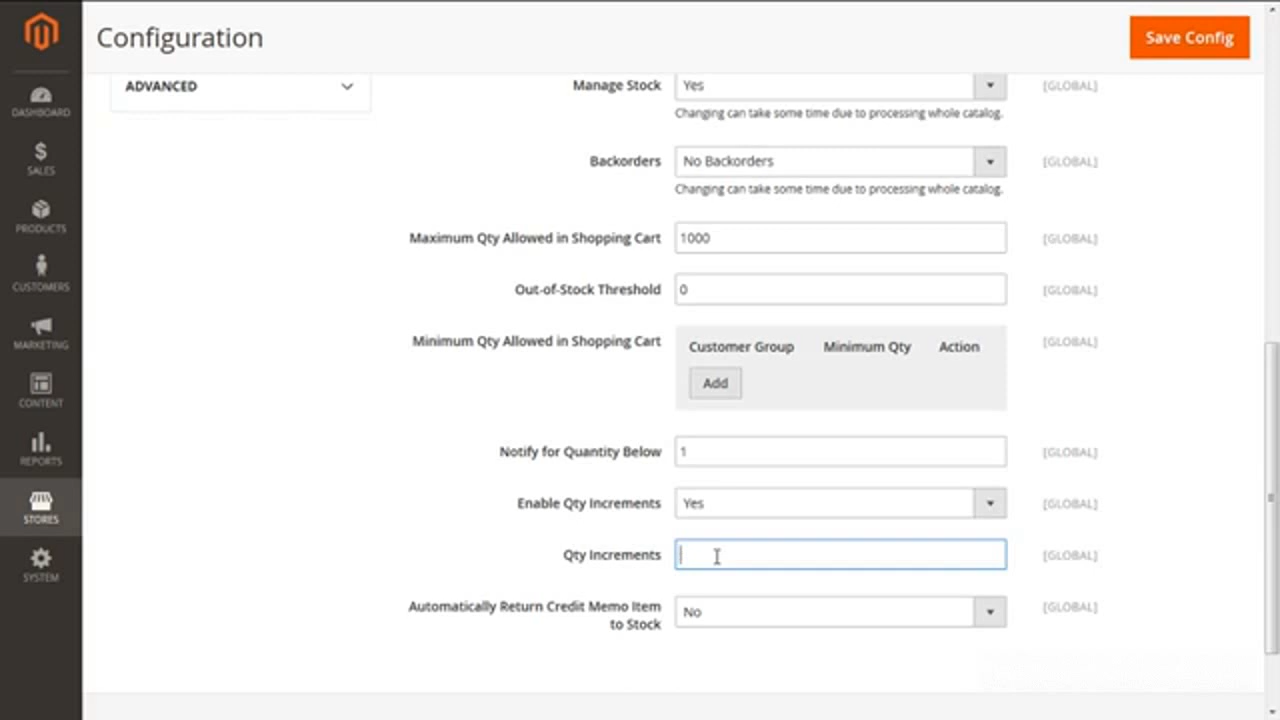 Configuration
Save Config
DASHBOARD
SALES
PRODUCTS
CUSTOMERS
MARKETING
CONTENT
REPORTS
STORES
SYSTEM
ADVANCED
Manage Stock Yes [GLOBAL]
Changing can take some time due to processing whole catalog.
Backorders No Backorders [GLOBAL]
Changing can take some time due to processing whole catalog.
Maximum Qty Allowed in Shopping Cart 1000 [GLOBAL]
Out-of-Stock Threshold 0 [GLOBAL]
Minimum Qty Allowed in Shopping Cart Customer Group Minimum Qty Action [GLOBAL]
Add
Notify for Quantity Below 1 [GLOBAL]
Enable Qty Increments Yes [GLOBAL]
Qty Increments [GLOBAL]
Automatically Return Credit Memo Item No [GLOBAL]
to Stock